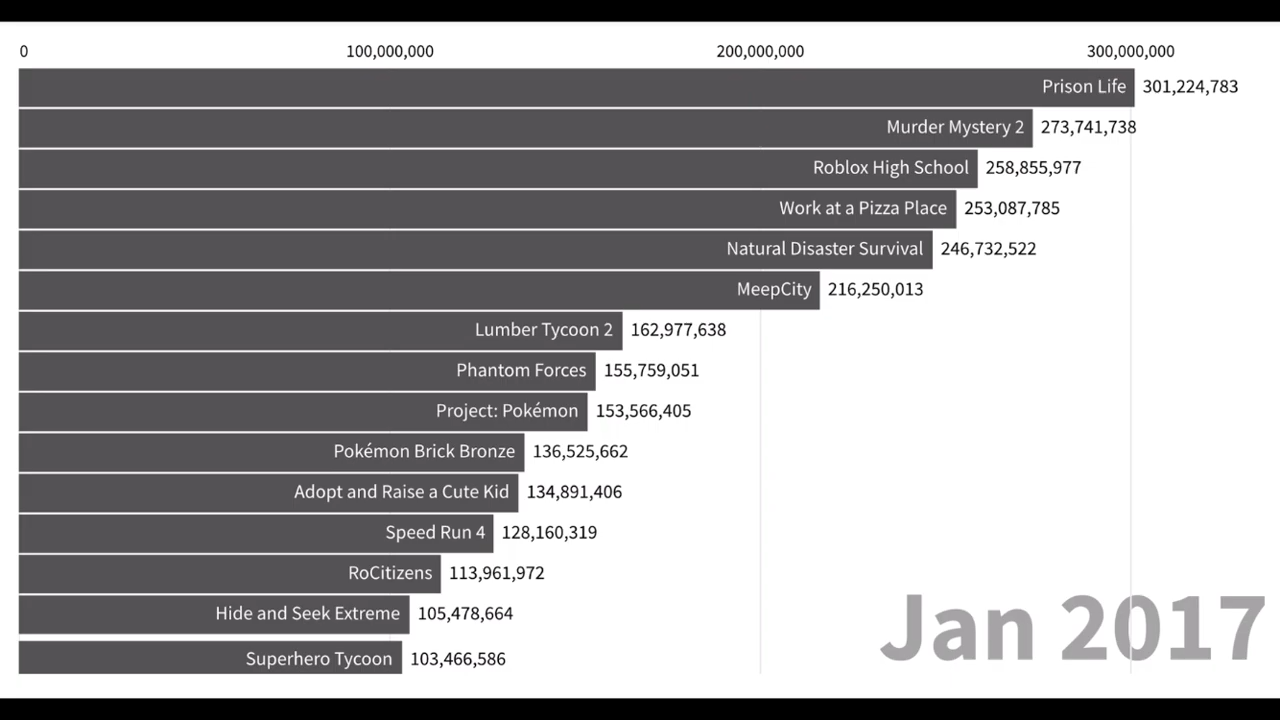 0 100,000,000 200,000,000 300,000,000
Prison Life 301,224,783
Murder Mystery 2 273,741,738
Roblox High School 258,855,977
Work at a Pizza Place 253,087,785
Natural Disaster Survival 246,732,522
MeepCity 216,250,013
Lumber Tycoon 2 162,977,638
Phantom Forces 155,759,051
Project: Pokémon 153,566,405
Pokémon Brick Bronze 136,525,662
Adopt and Raise a Cute Kid 134,891,406
Speed Run 4 128,160,319
RoCitizens 113,961,972
Hide and Seek Extreme 105,478,664
Superhero Tycoon 103,466,586
Jan 2017